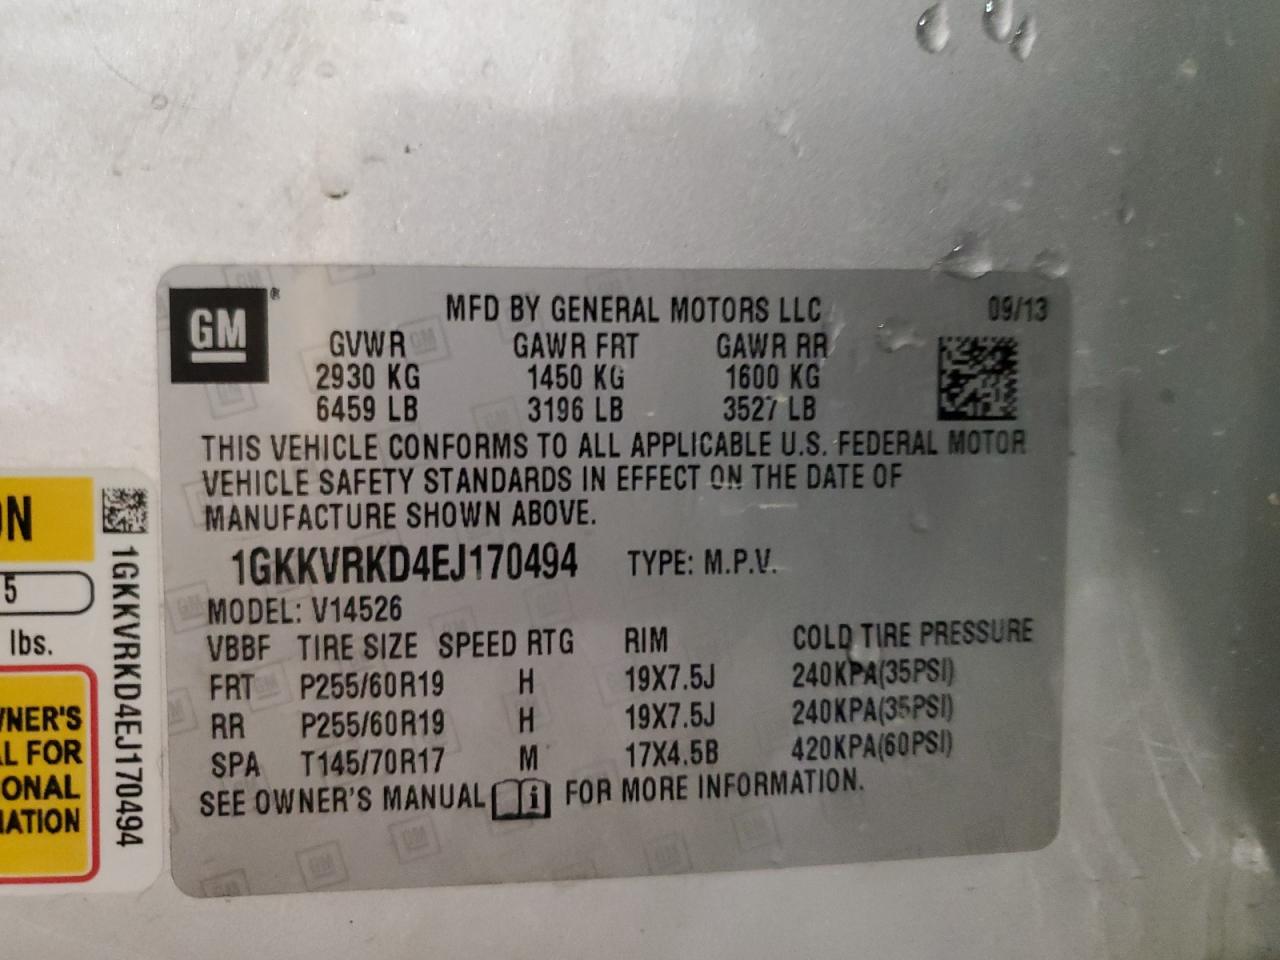 GM®
MFD BY GENERAL MOTORS LLC 09/13
GVWR GAWR FRT GAWR RR
2930 KG 1450 KG 1600 KG
6459 LB 3196 LB 3527 LB
THIS VEHICLE CONFORMS TO ALL APPLICABLE U.S. FEDERAL MOTOR
VEHICLE SAFETY STANDARDS IN EFFECT ON THE DATE OF
MANUFACTURE SHOWN ABOVE.
1GKKVRKD4EJ170494 TYPE: M.P.V.
MODEL: V14526
VBBF TIRE SIZE SPEED RTG RIM COLD TIRE PRESSURE
FRT P255/60R19 H 19X7.5J 240KPA(35PSI)
RR P255/60R19 H 19X7.5J 240KPA(35PSI)
SPA T145/70R17 M 17X4.5B 420KPA(60PSI)
SEE OWNER'S MANUAL i FOR MORE INFORMATION.
ON
5
lbs.
WNER'S
AL FOR
ONAL
MATION
1GKKVRKD4EJ170494